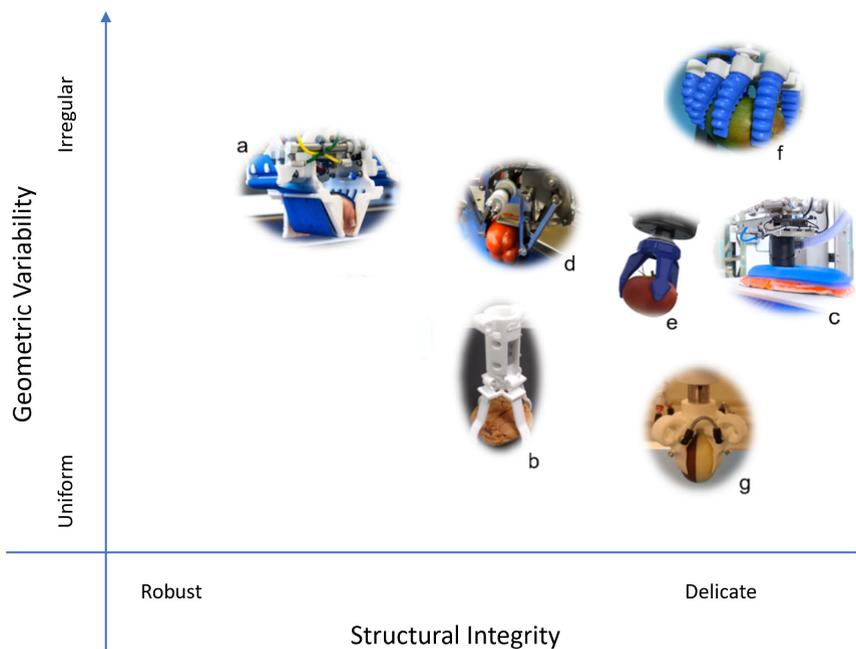 Geometric Variability
Irregular
Uniform
a
b
c
d
e
f
g
Robust
Delicate
Structural Integrity